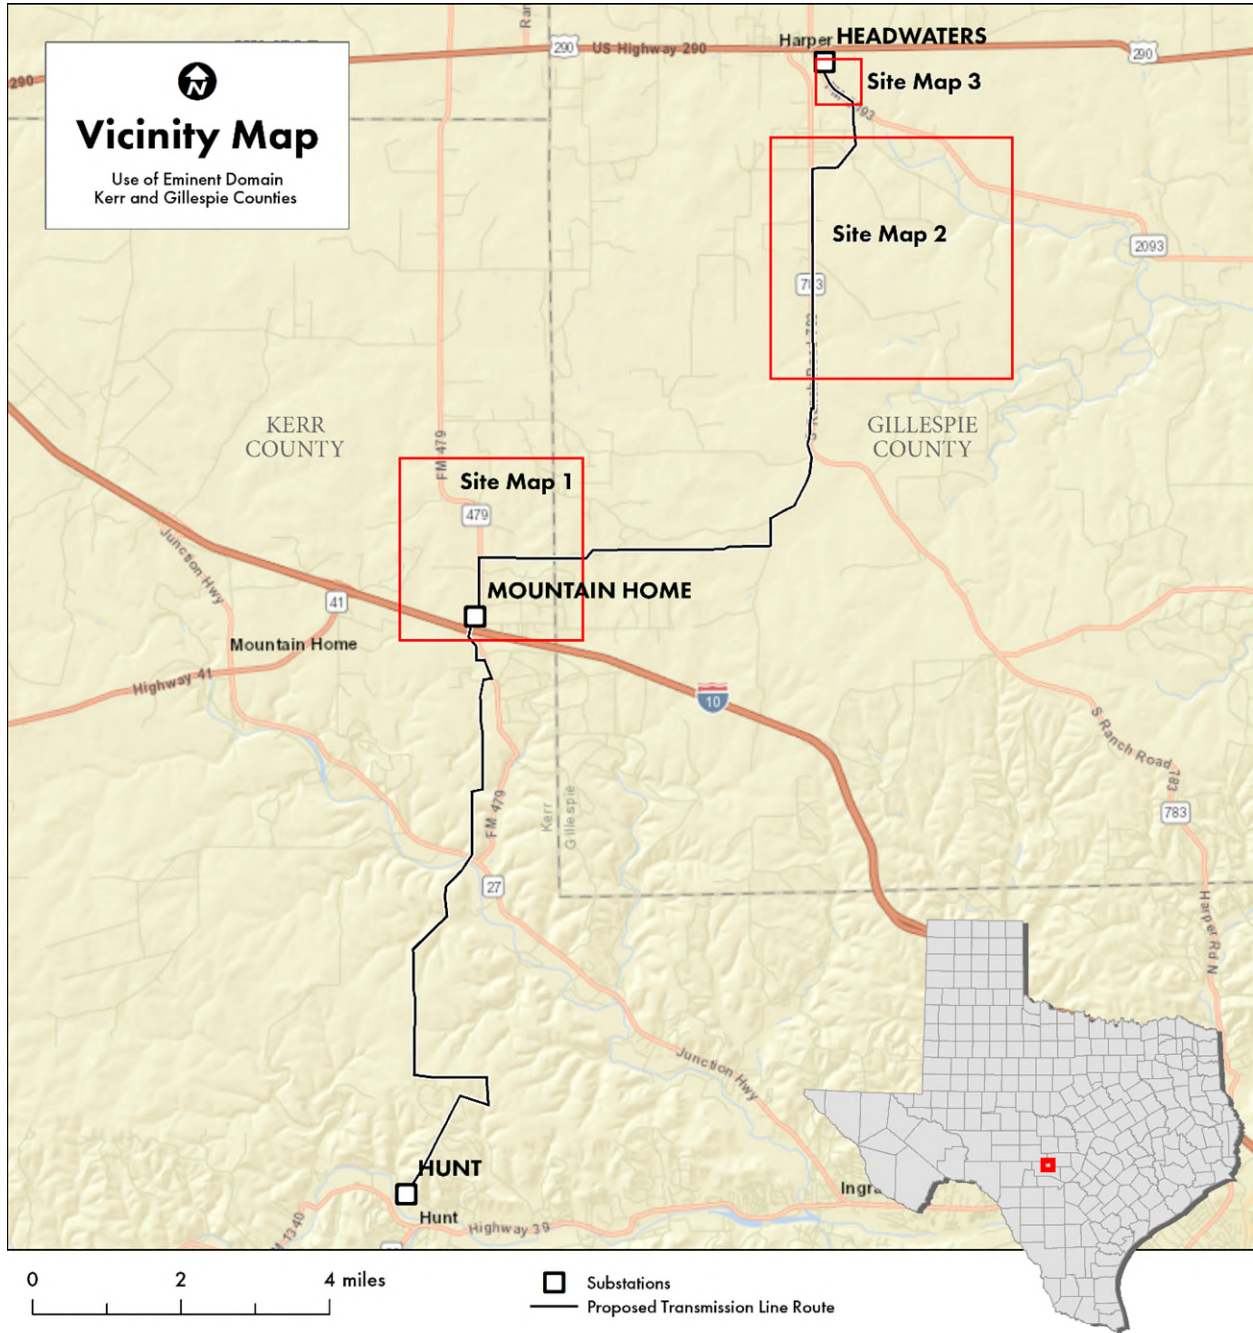 Vicinity Map
Use of Eminent Domain
Kerr and Gillespie Counties
N
290
290
US Highway 290
290
Harper
HEADWATERS
Site Map 3
Site Map 2
2093
783
KERR
COUNTY
GILLESPIE
COUNTY
FM 479
Site Map 1
479
Junction Hwy
41
MOUNTAIN HOME
Mountain Home
Highway 41
10
S Ranch Road 783
783
Kerr
Gillespie
FM 479
27
Harper Rd N
Junction Hwy
HUNT
Hunt
Highway 39
0
2
4 miles
Substations
Proposed Transmission Line Route